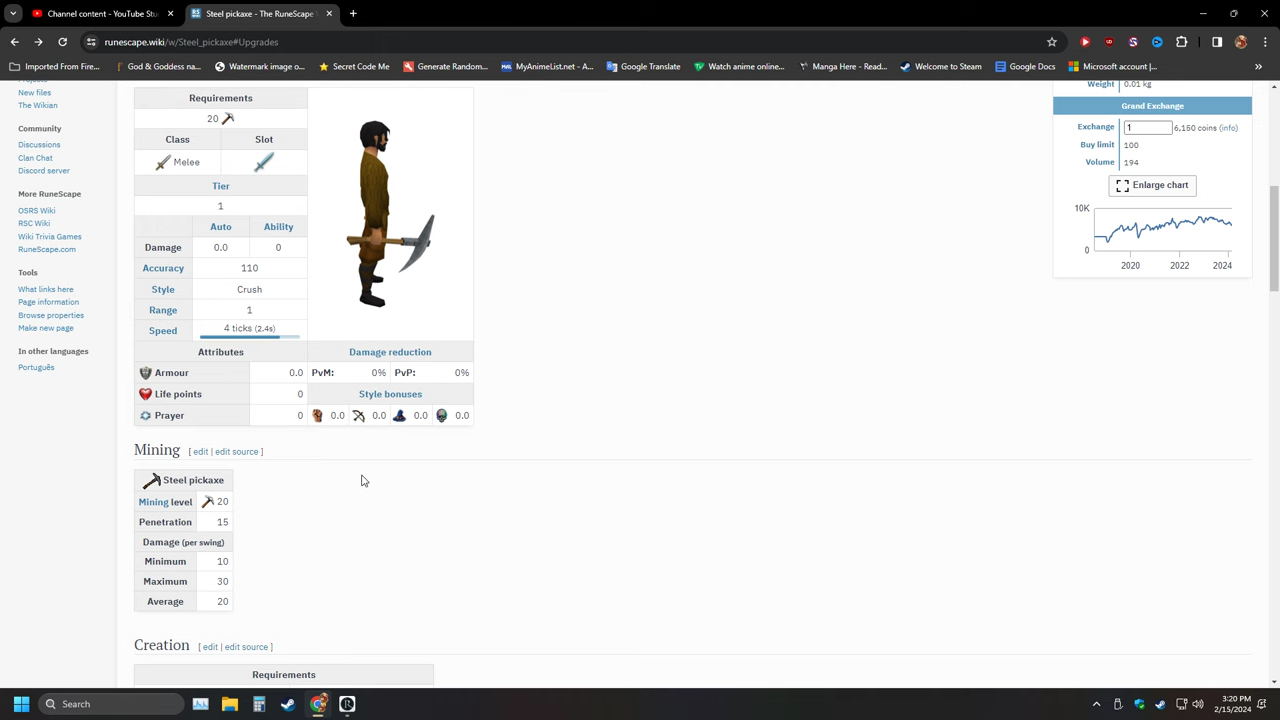 Content channel - YouTube Stu
Steel pickaxe - The RuneScape W
runescape.wiki/w/Steel_pickaxe#Upgrades
Imported From Fire...
God & Goddess na...
Watermark image o...
Secret Code Me
Generate Random...
MyAnimeList.net - A...
Google Translate
Watch anime online...
Manga Here - Read...
Welcome to Steam
Google Docs
Microsoft account |...
Projects
New files
The Wikian
Community
Discussions
Clan Chat
Discord server
More RuneScape
OSRS Wiki
RSC Wiki
Wiki Trivia Games
RuneScape.com
Tools
What links here
Page information
Browse properties
Make new page
In other languages
Português
Requirements
20
Class Slot
Melee
Tier
1
Auto Ability
Damage 0.0 0
Accuracy 110
Style Crush
Range 1
Speed 4 ticks (2.4s)
Attributes Damage reduction
Armour 0.0 PvM: 0% PvP: 0%
Life points 0 Style bonuses
Prayer 0 0.0 0.0 0.0 0.0
Mining [ edit | edit source ]
Steel pickaxe
Mining level 20
Penetration 15
Damage (per swing)
Minimum 10
Maximum 30
Average 20
Creation [ edit | edit source ]
Requirements
Weight 0.01 kg
Grand Exchange
Exchange 1 6,150 coins (info)
Buy limit 100
Volume 194
Enlarge chart
10K
0
2020 2022 2024
Search
3:20 PM
2/15/2024